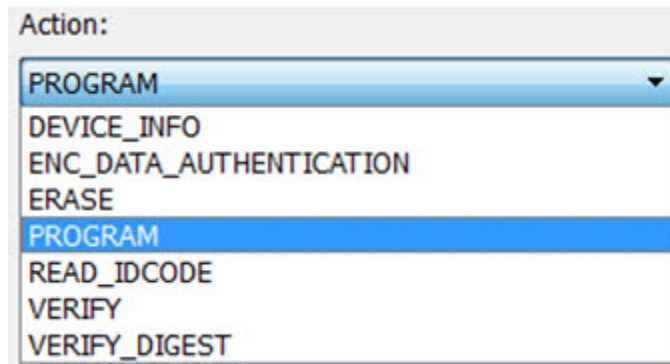 Action:
PROGRAM
DEVICE_INFO
ENC_DATA_AUTHENTICATION
ERASE
PROGRAM
READ_IDCODE
VERIFY
VERIFY_DIGEST